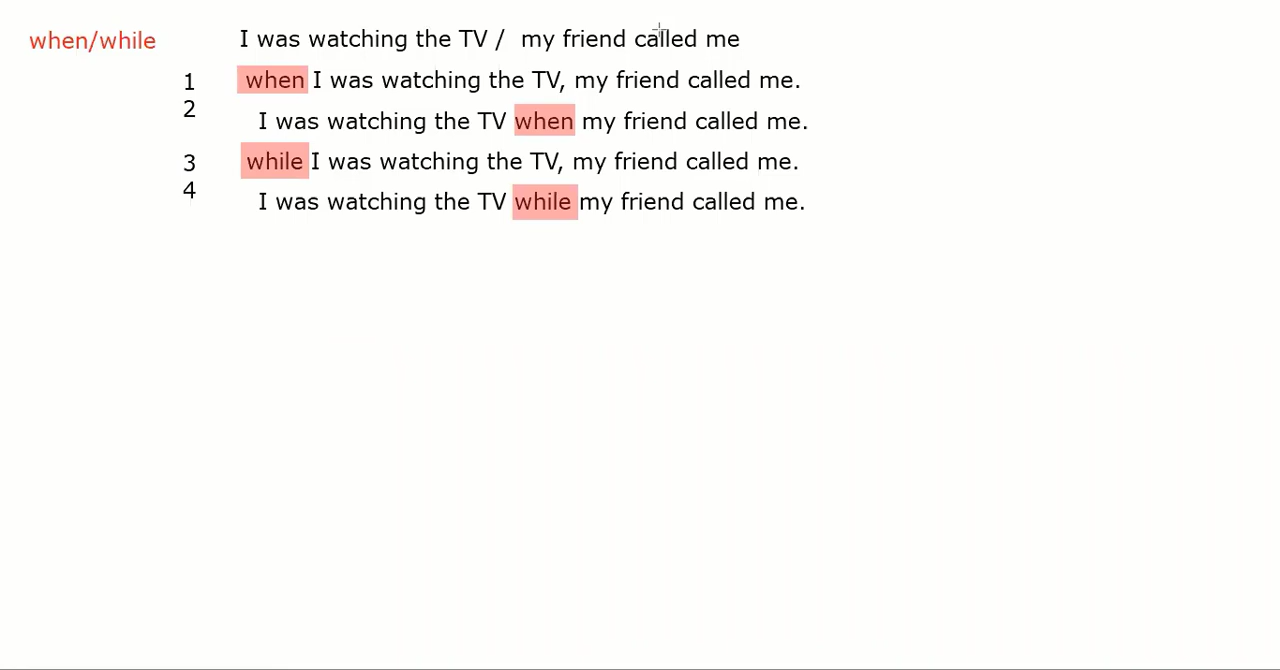 when/while I was watching the TV / my friend called me
1 when I was watching the TV, my friend called me.
2 I was watching the TV when my friend called me.
3 while I was watching the TV, my friend called me.
4 I was watching the TV while my friend called me.